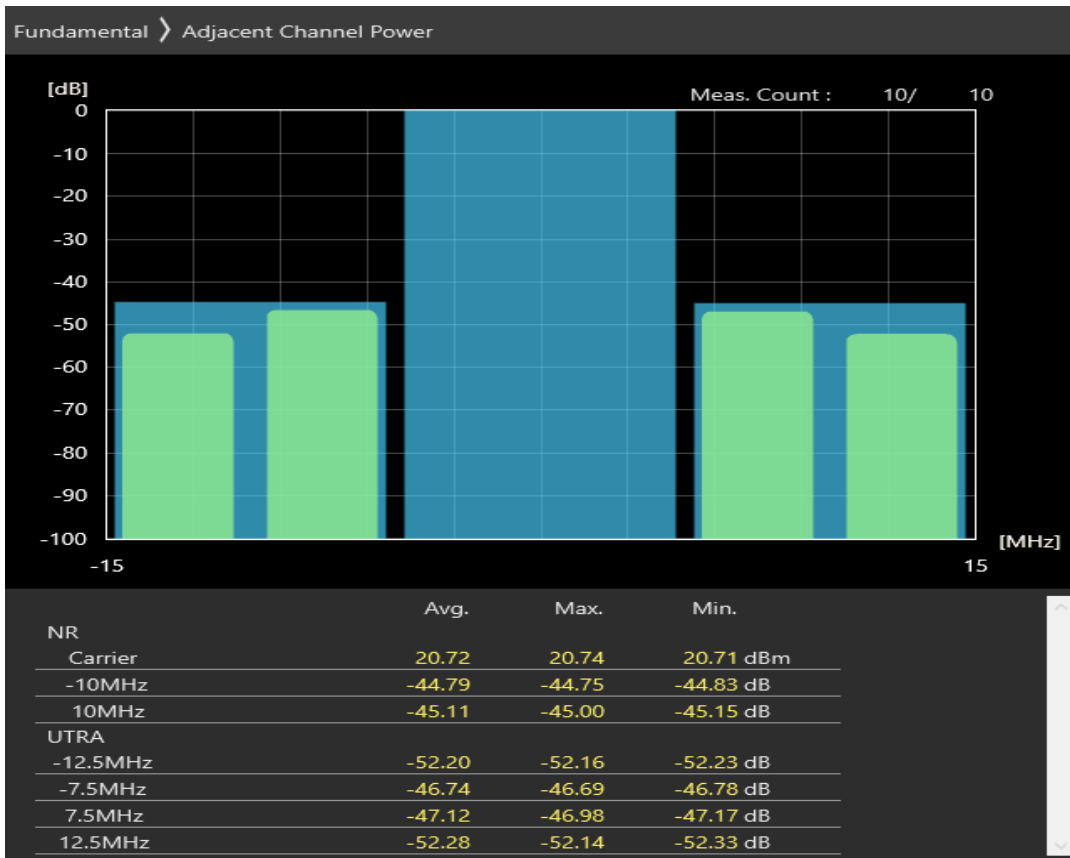 Fundamental 〉 Adjacent Channel Power
[dB]
Meas. Count : 10/ 10
0
-10
-20
-30
-40
-50
-60
-70
-80
-90
-100
[MHz]
-15 15
Avg. Max. Min.
NR
Carrier 20.72 20.74 20.71 dBm
-10MHz -44.79 -44.75 -44.83 dB
10MHz -45.11 -45.00 -45.15 dB
UTRA
-12.5MHz -52.20 -52.16 -52.23 dB
-7.5MHz -46.74 -46.69 -46.78 dB
7.5MHz -47.12 -46.98 -47.17 dB
12.5MHz -52.28 -52.14 -52.33 dB